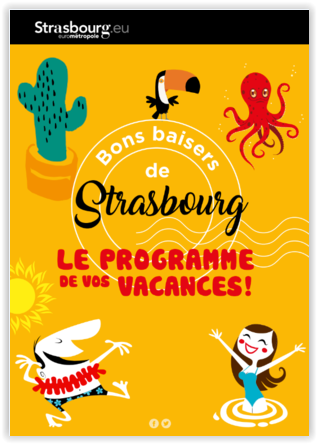 Strasbourg.eu
eurométropole
Bons baisers
de
Strasbourg
LE PROGRAMME
DE VOS VACANCES!